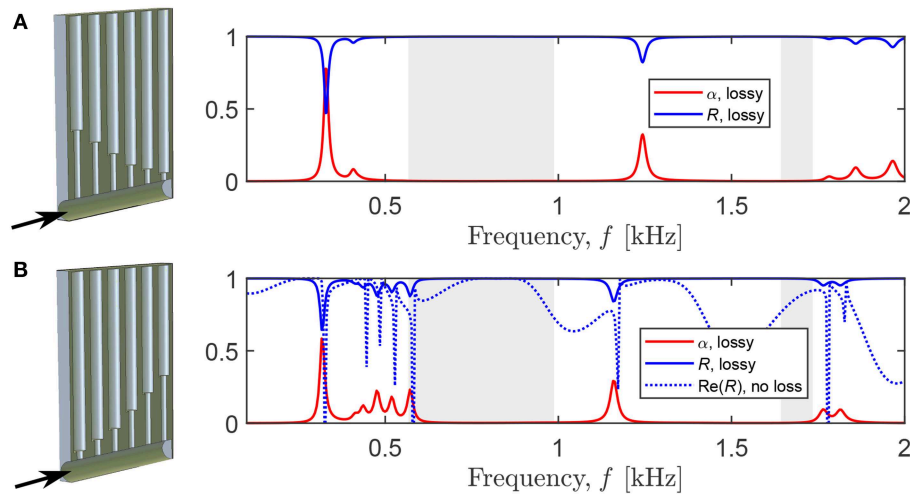 A
1
0.5
0
α, lossy
R, lossy
0.5
1
1.5
2
Frequency, f [kHz]
B
1
0.5
0
α, lossy
R, lossy
Re(R), no loss
0.5
1
1.5
2
Frequency, f [kHz]